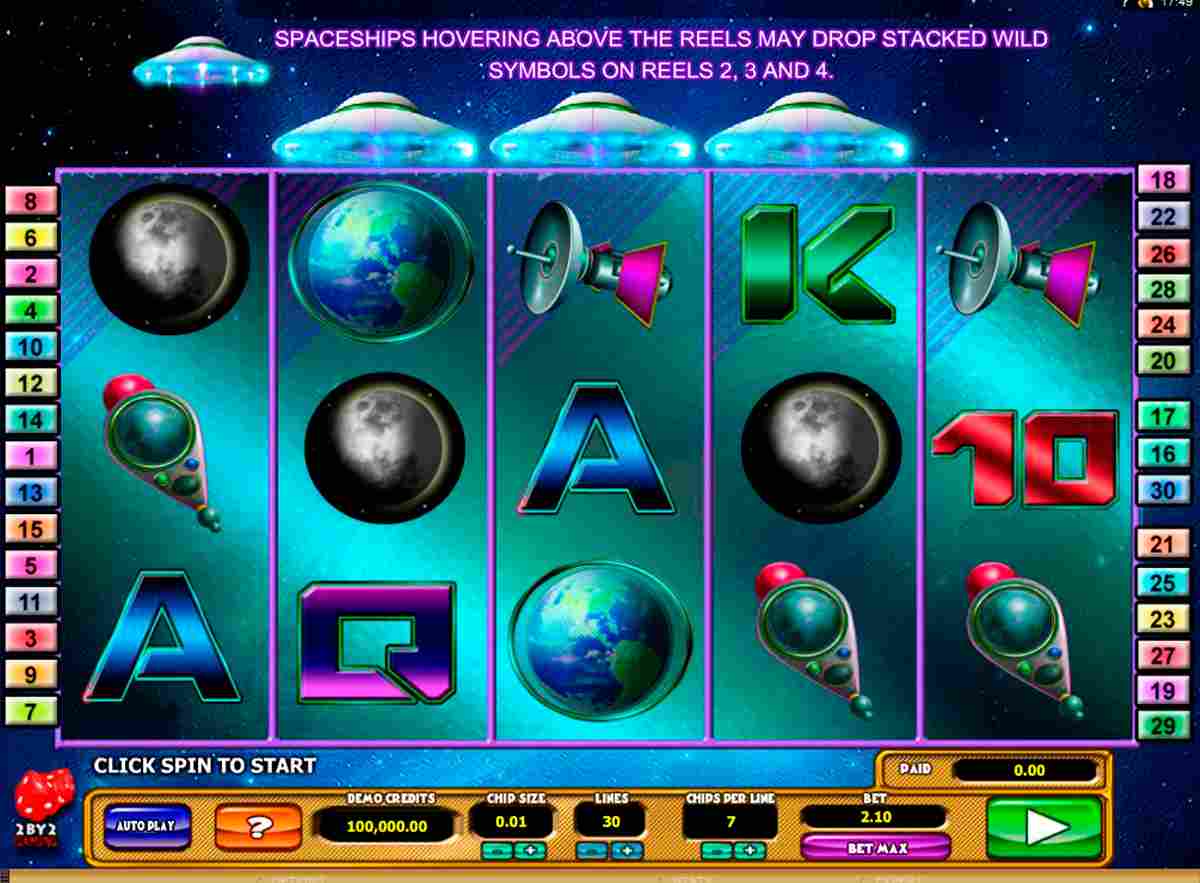 17:49
SPACESHIPS HOVERING ABOVE THE REELS MAY DROP STACKED WILD
SYMBOLS ON REELS 2, 3 AND 4.
8
6
2
4
10
12
14
1
13
15
5
11
3
9
7
K
A
10
A
Q
18
22
26
28
24
20
17
16
30
21
25
23
27
19
29
CLICK SPIN TO START
PAID
0.00
2BY2
GAMING
AUTO PLAY
?
DEMO CREDITS
100,000.00
CHIP SIZE
0.01
- +
LINES
30
- +
CHIPS PER LINE
7
- +
BET
2.10
BET MAX